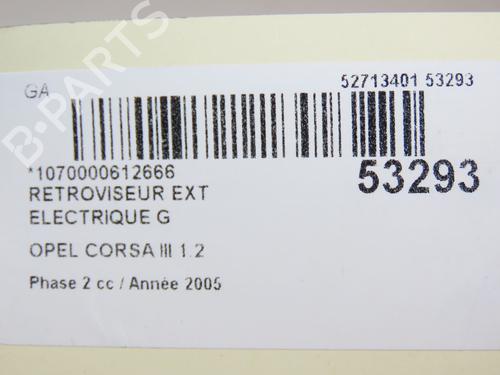 B-PARTS
GA
52713401 53293
*1070000612666
53293
RETROVISEUR EXT
ELECTRIQUE G
OPEL CORSA III 1.2
Phase 2 cc / Année 2005